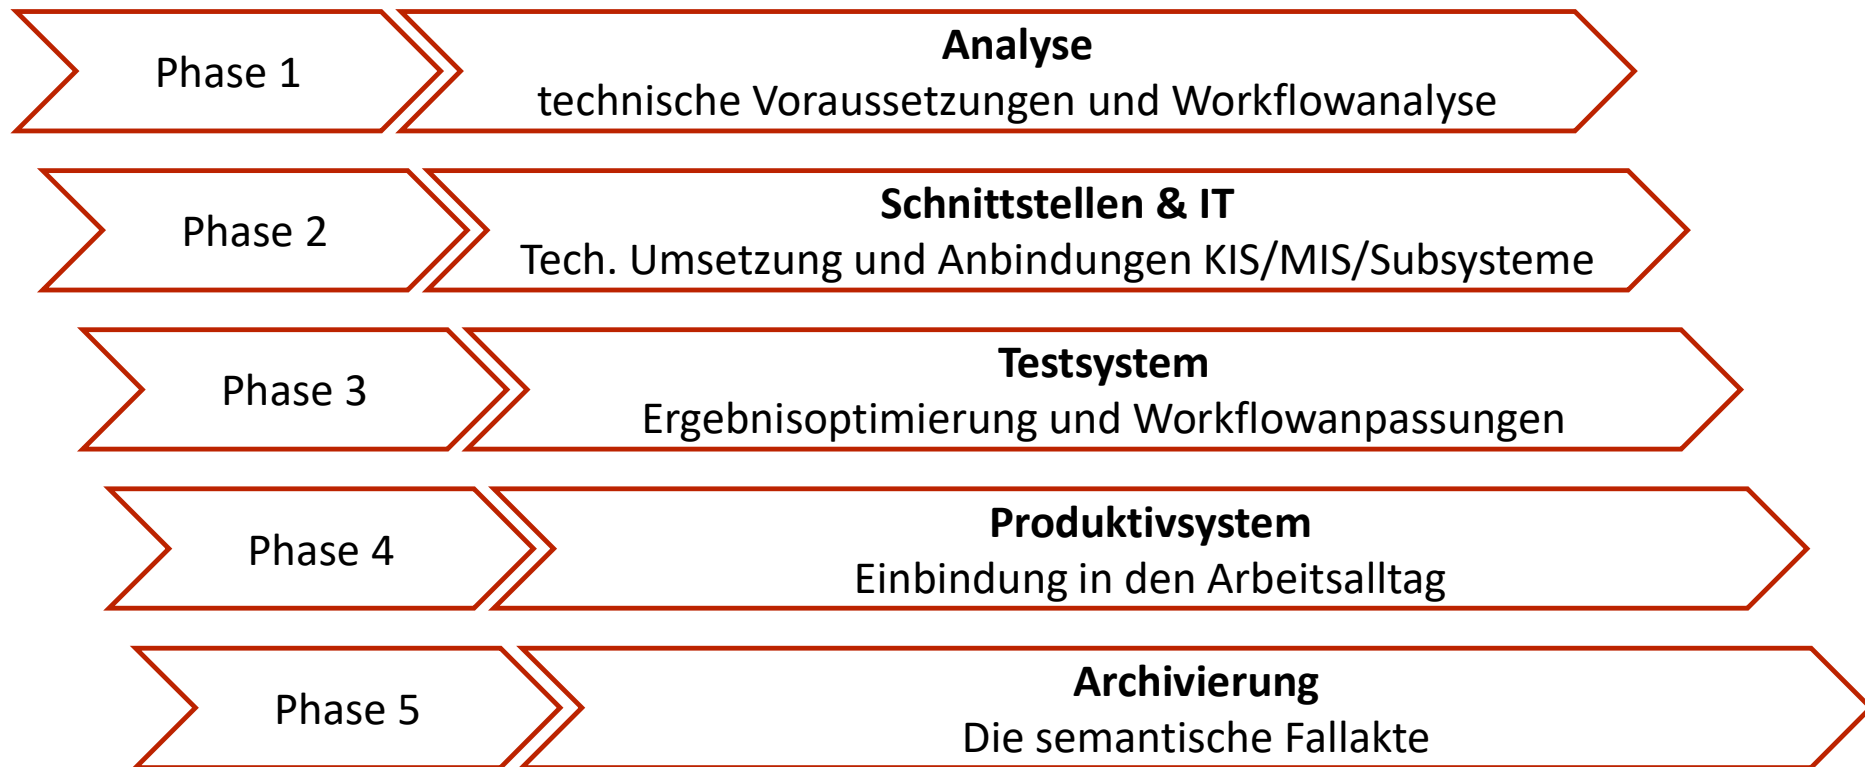 Phase 1
Analyse
technische Voraussetzungen und Workflowanalyse
Phase 2
Schnittstellen & IT
Tech. Umsetzung und Anbindungen KIS/MIS/Subsysteme
Phase 3
Testsystem
Ergebnisoptimierung und Workflowanpassungen
Phase 4
Produktivsystem
Einbindung in den Arbeitsalltag
Phase 5
Archivierung
Die semantische Fallakte